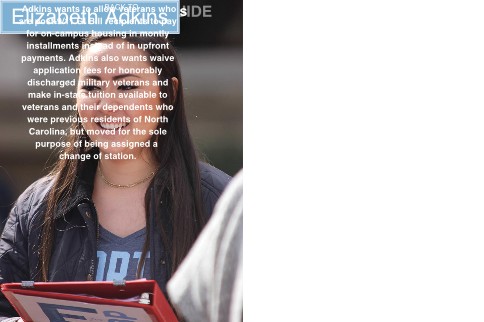 BACK TO
IDE
Elizabeth Adkins
Adkins wants to allow veterans who
to pay
for on-campus housing in montly
installments instead of in upfront
payments. Adkins also wants waive
application fees for honorably
discharged military veterans and
make in-state tuition available to
veterans and their dependents who
were previous residents of North
Carolina, but moved for the sole
purpose of being assigned a
change of station.